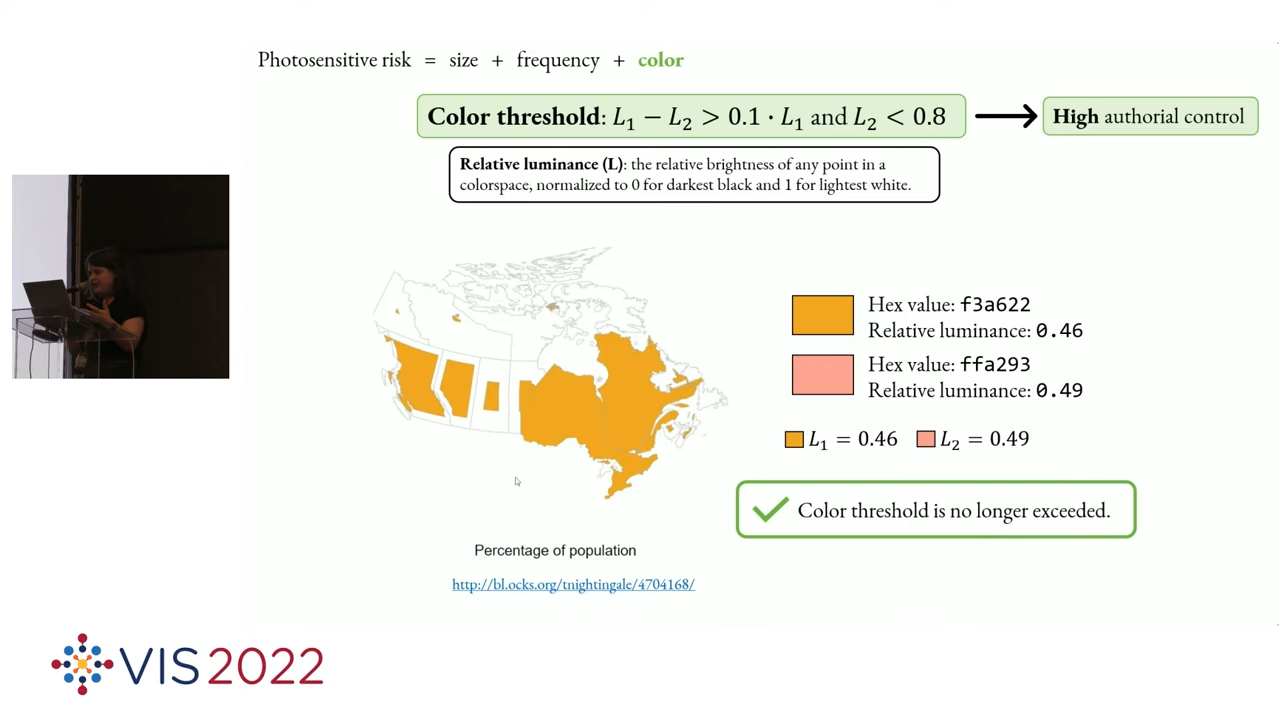 Photosensitive risk = size + frequency + color
Color threshold: L₁ − L₂ > 0.1 · L₁ and L₂ < 0.8
High authorial control
Relative luminance (L): the relative brightness of any point in a
colorspace, normalized to 0 for darkest black and 1 for lightest white.
Hex value: f3a622
Relative luminance: 0.46
Hex value: ffa293
Relative luminance: 0.49
L₁ = 0.46 L₂ = 0.49
Color threshold is no longer exceeded.
Percentage of population
http://bl.ocks.org/tnightingale/4704168/
VIS2022